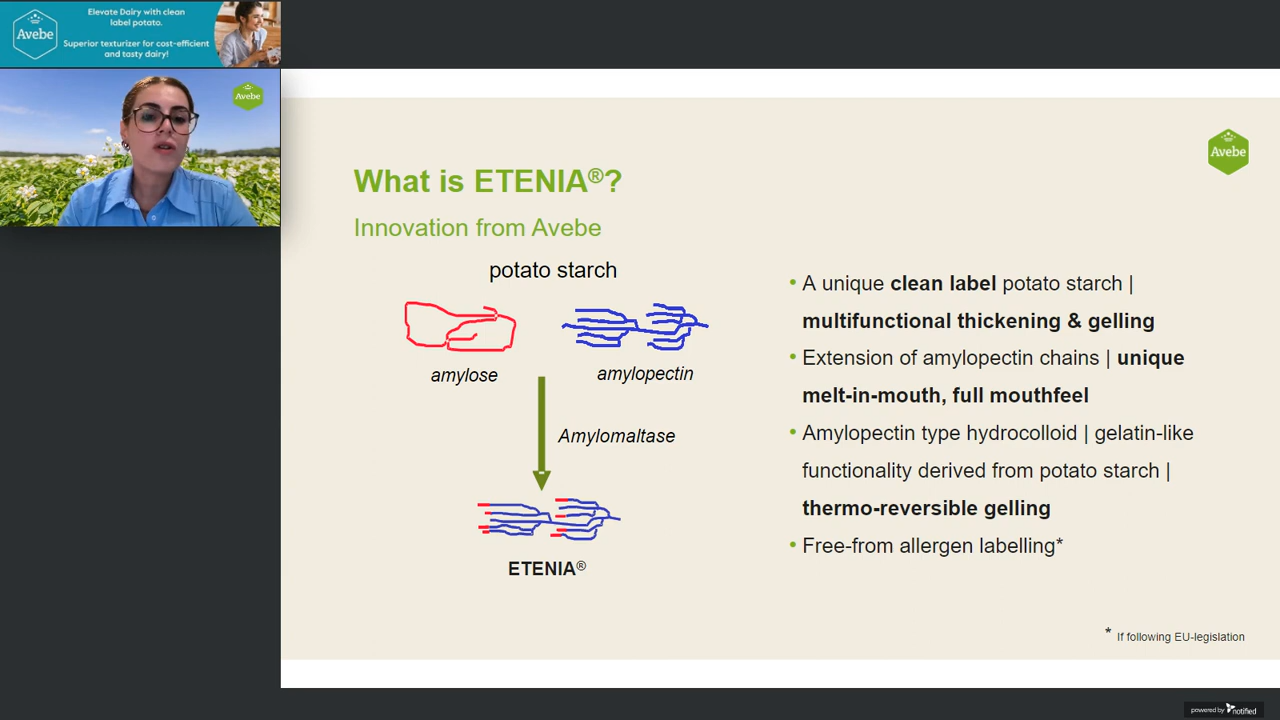 Elevate Dairy with clean
label potato.
Avebe
Superior texturizer for cost-efficient
and tasty dairy!
Avebe
Avebe
What is ETENIA®?
Innovation from Avebe
potato starch
amylose
amylopectin
Amylomaltase
ETENIA®
• A unique clean label potato starch |
multifunctional thickening & gelling
• Extension of amylopectin chains | unique
melt-in-mouth, full mouthfeel
• Amylopectin type hydrocolloid | gelatin-like
functionality derived from potato starch |
thermo-reversible gelling
• Free-from allergen labelling*
* If following EU-legislation
powered by notified